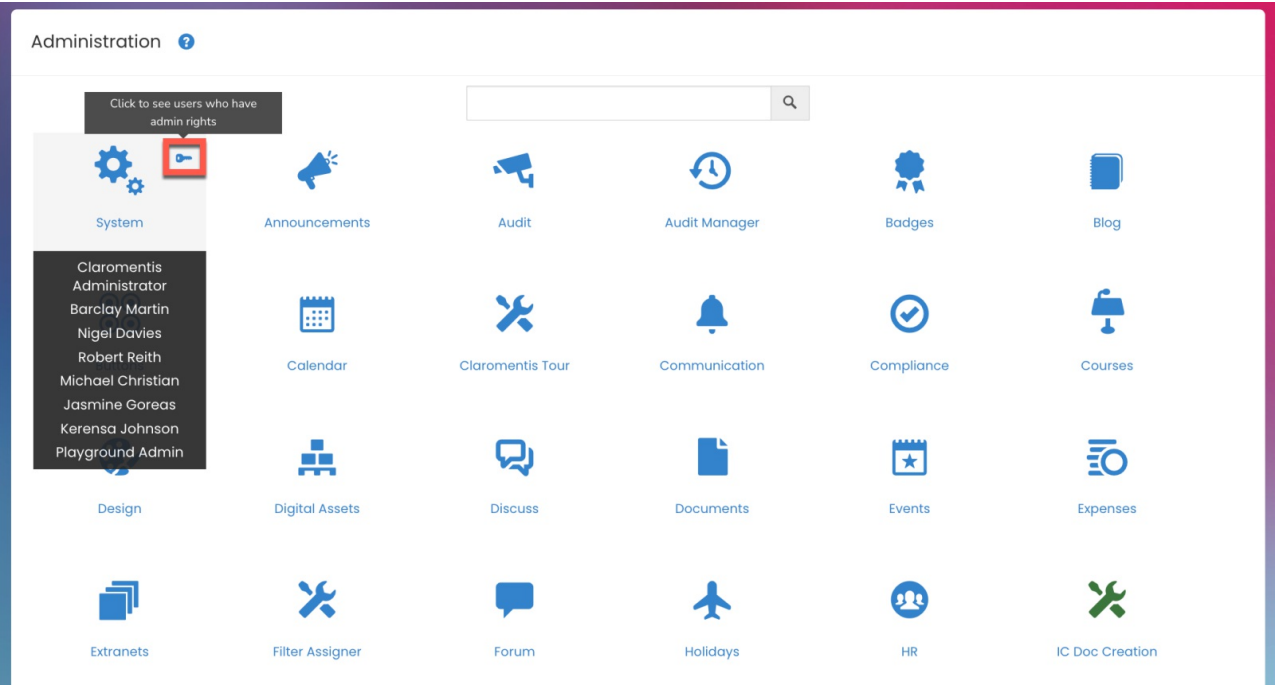 Administration
Click to see users who have
admin rights
System
Announcements
Audit
Audit Manager
Badges
Blog
Claromentis
Administrator
Barclay Martin
Nigel Davies
Robert Reith
Michael Christian
Jasmine Goreas
Kerensa Johnson
Playground Admin
Calendar
Claromentis Tour
Communication
Compliance
Courses
Design
Digital Assets
Discuss
Documents
Events
Expenses
Extranets
Filter Assigner
Forum
Holidays
HR
IC Doc Creation